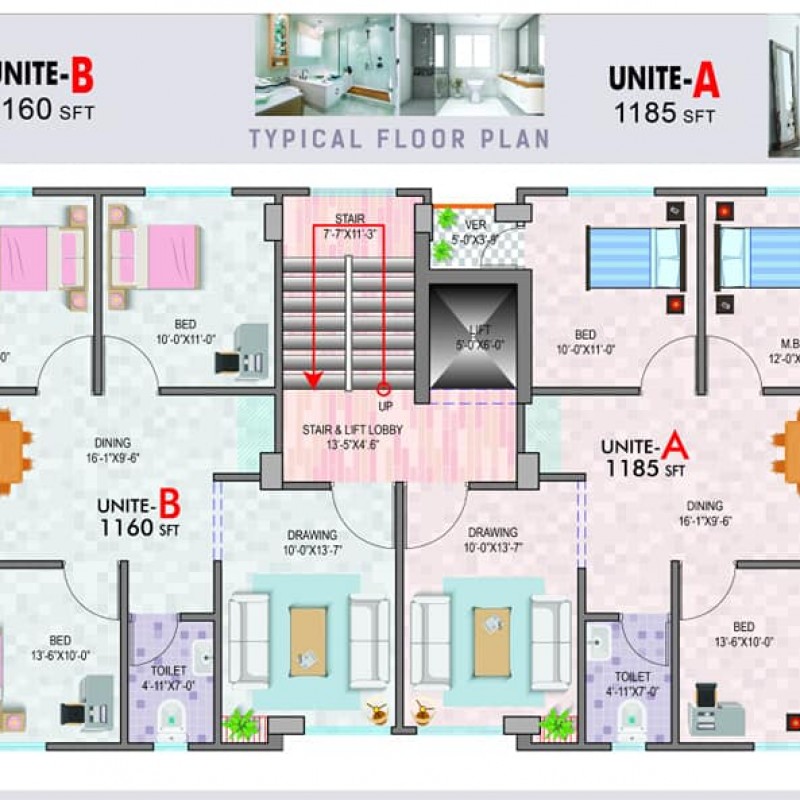 UNITE-B
1160 SFT
TYPICAL FLOOR PLAN
UNITE-A
1185 SFT
STAIR
7'-7"X11'-3"
VER
5'-0"X3'-9"
LIFT
5'-0"X6'-0"
BED
10'-0"X11'-0"
BED
10'-0"X11'-0"
M.B
12'-0"X
0"
UP
STAIR & LIFT LOBBY
13'-5"X4'.6"
DINING
16'-1"X9'-6"
UNITE-B
1160 SFT
UNITE-A
1185 SFT
DINING
16'-1"X9'-6"
DRAWING
10'-0"X13'-7"
DRAWING
10'-0"X13'-7"
BED
13'-6"X10'-0"
TOILET
4'-11"X7'-0"
TOILET
4'-11"X7'-0"
BED
13'-6"X10'-0"